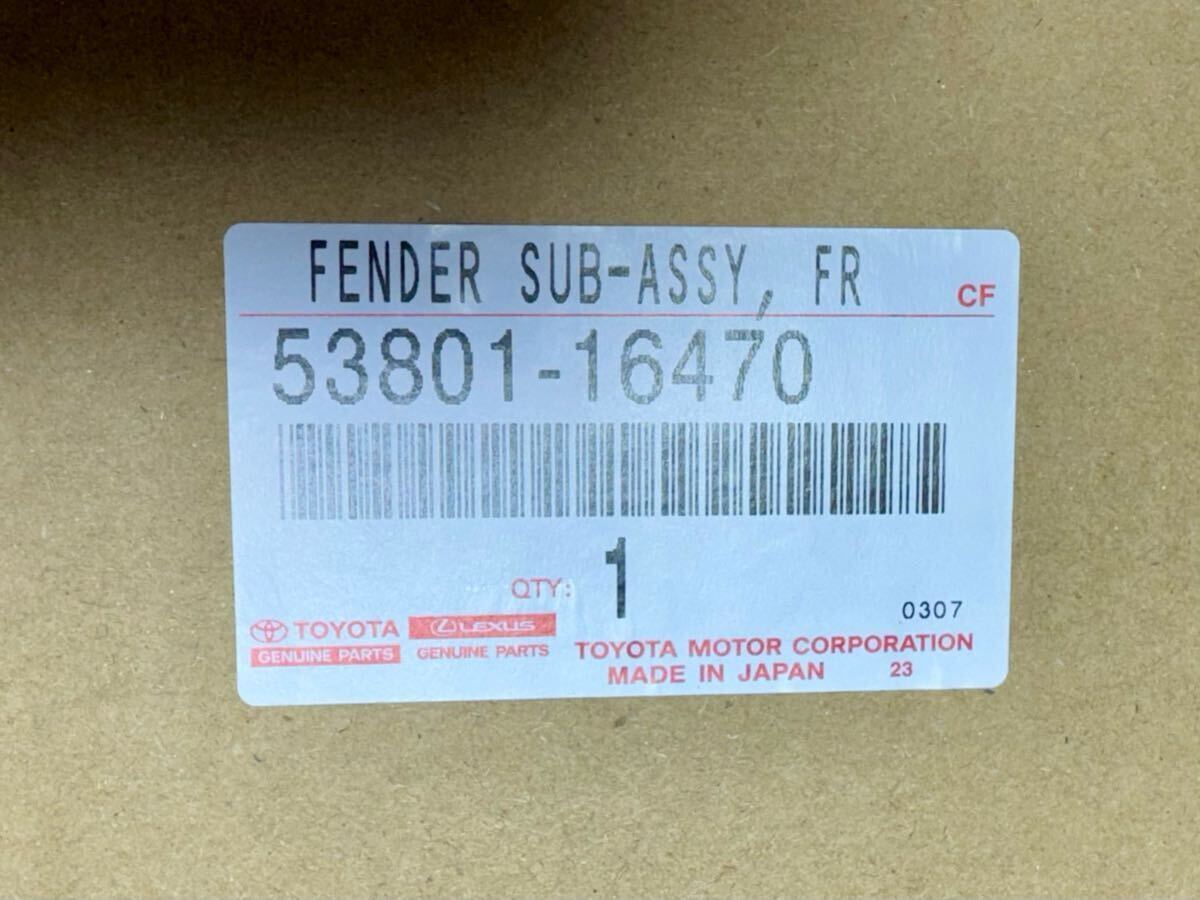 FENDER SUB-ASSY, FR
CF
53801-16470
QTY: 1
0307
TOYOTA
GENUINE PARTS
LEXUS
GENUINE PARTS
TOYOTA MOTOR CORPORATION
MADE IN JAPAN 23